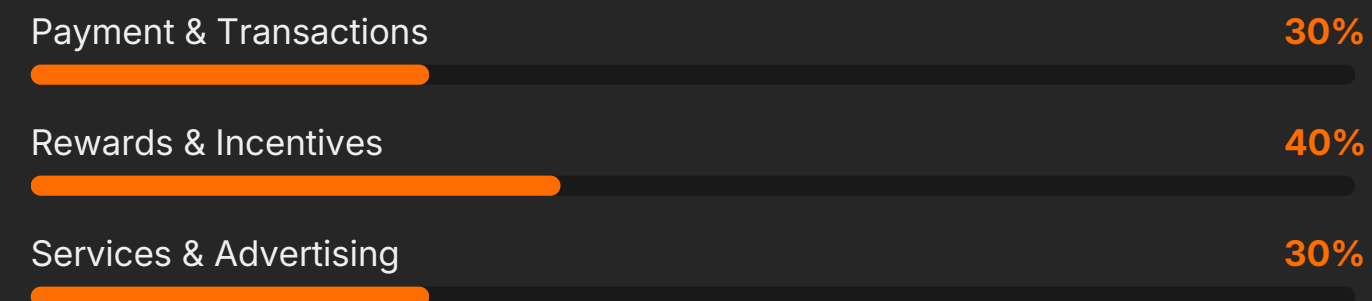 Payment & Transactions 30%
Rewards & Incentives 40%
Services & Advertising 30%